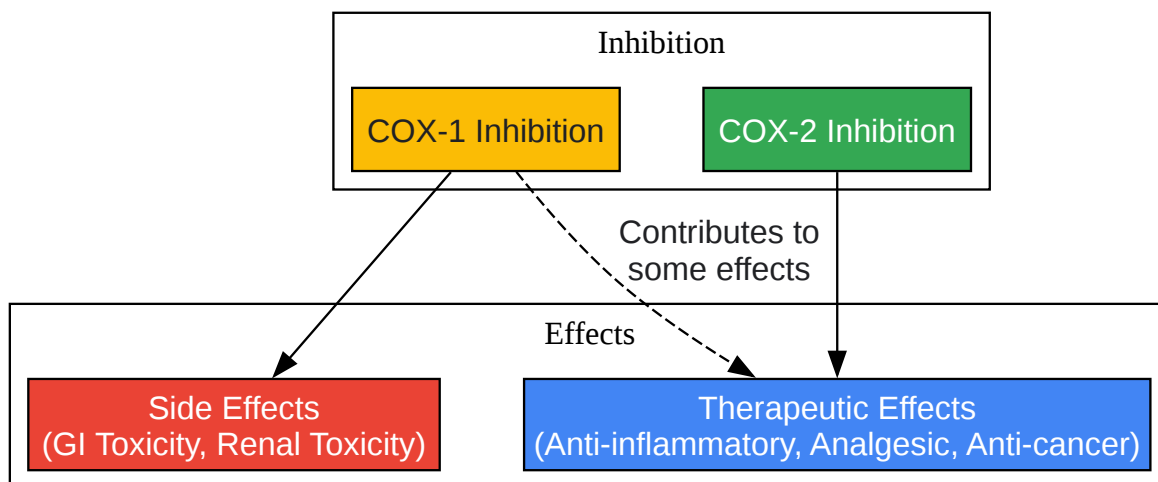 Inhibition
COX-1 Inhibition
COX-2 Inhibition
Contributes to
some effects
Effects
Side Effects
(GI Toxicity, Renal Toxicity)
Therapeutic Effects
(Anti-inflammatory, Analgesic, Anti-cancer)